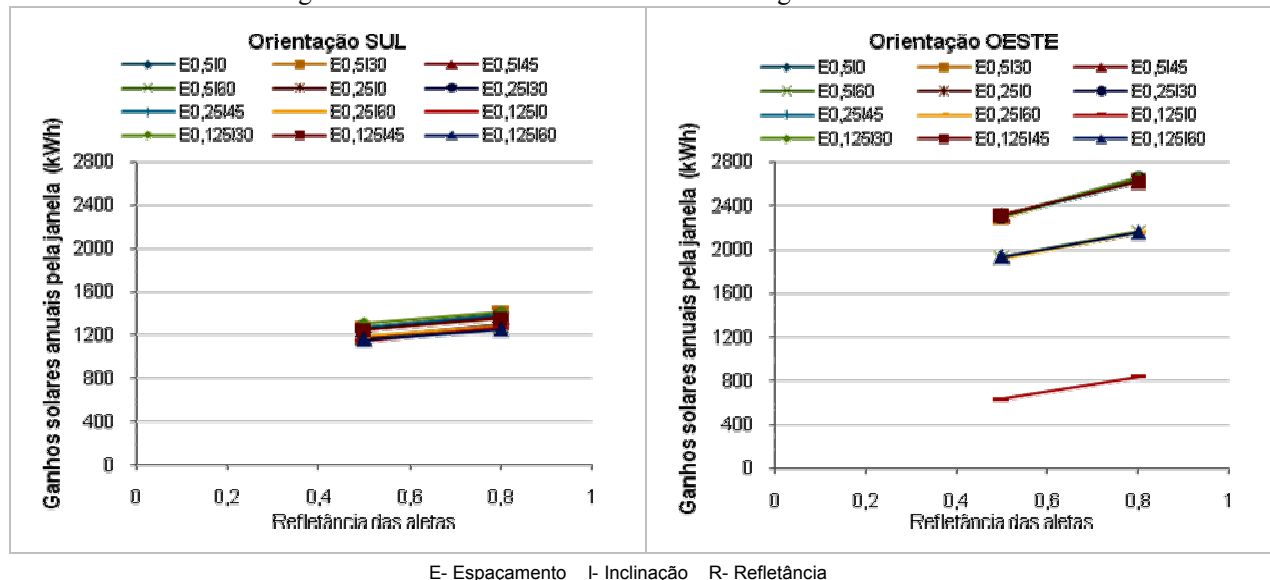 Orientação SUL
E0,5I0 E0,5I30 E0,5I45
E0,5I60 E0,25I0 E0,25I30
E0,25I45 E0,25I60 E0,125I0
E0,125I30 E0,125I45 E0,125I60
Ganhos solares anuais pela janela (kWh)
2800
2400
2000
1600
1200
800
400
0
0 0,2 0,4 0,6 0,8 1
Refletância das aletas
Orientação OESTE
E0,5I0 E0,5I30 E0,5I45
E0,5I60 E0,25I0 E0,25I30
E0,25I45 E0,25I60 E0,125I0
E0,125I30 E0,125I45 E0,125I60
Ganhos solares anuais pela janela (kWh)
2800
2400
2000
1600
1200
800
400
0
0 0,2 0,4 0,6 0,8 1
Refletância das aletas
E- Espaçamento I- Inclinação R- Refletância